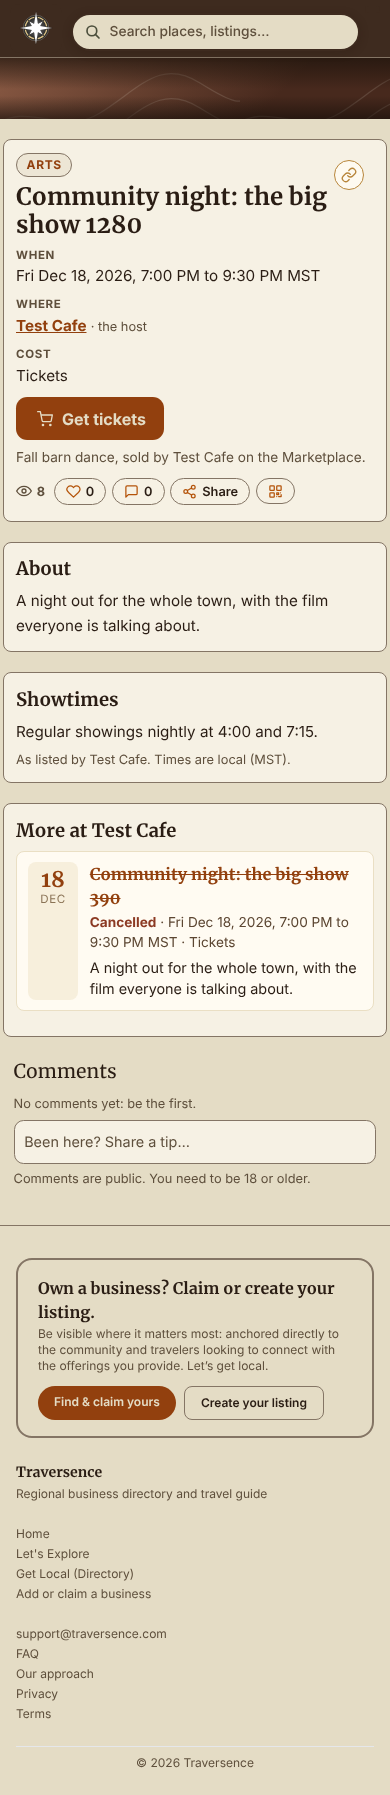 Search places, listings...
ARTS
Community night: the big
show 1280
WHEN
Fri Dec 18, 2026, 7:00 PM to 9:30 PM MST
WHERE
Test Cafe · the host
COST
Tickets
Get tickets
Fall barn dance, sold by Test Cafe on the Marketplace.
8 0 0 Share
About
A night out for the whole town, with the film
everyone is talking about.
Showtimes
Regular showings nightly at 4:00 and 7:15.
As listed by Test Cafe. Times are local (MST).
More at Test Cafe
18
DEC
Community night: the big show
390
Cancelled · Fri Dec 18, 2026, 7:00 PM to
9:30 PM MST · Tickets
A night out for the whole town, with the
film everyone is talking about.
Comments
No comments yet: be the first.
Been here? Share a tip...
Comments are public. You need to be 18 or older.
Own a business? Claim or create your
listing.
Be visible where it matters most: anchored directly to
the community and travelers looking to connect with
the offerings you provide. Let's get local.
Find & claim yours
Create your listing
Traversence
Regional business directory and travel guide
Home
Let's Explore
Get Local (Directory)
Add or claim a business
support@traversence.com
FAQ
Our approach
Privacy
Terms
© 2026 Traversence